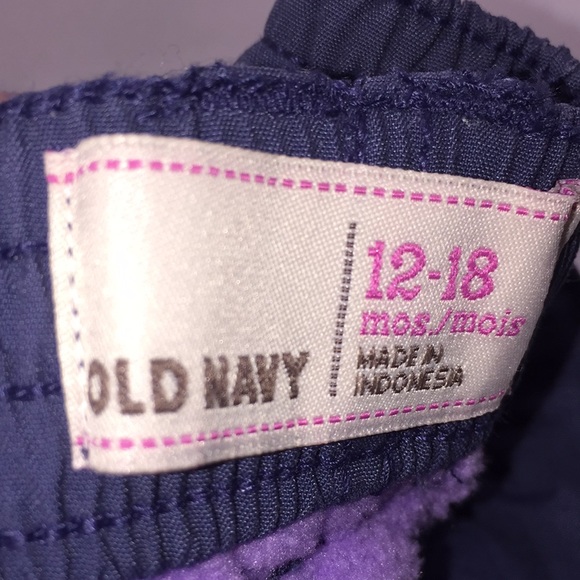 OLD NAVY
12-18
mos./mois
MADE IN
INDONESIA